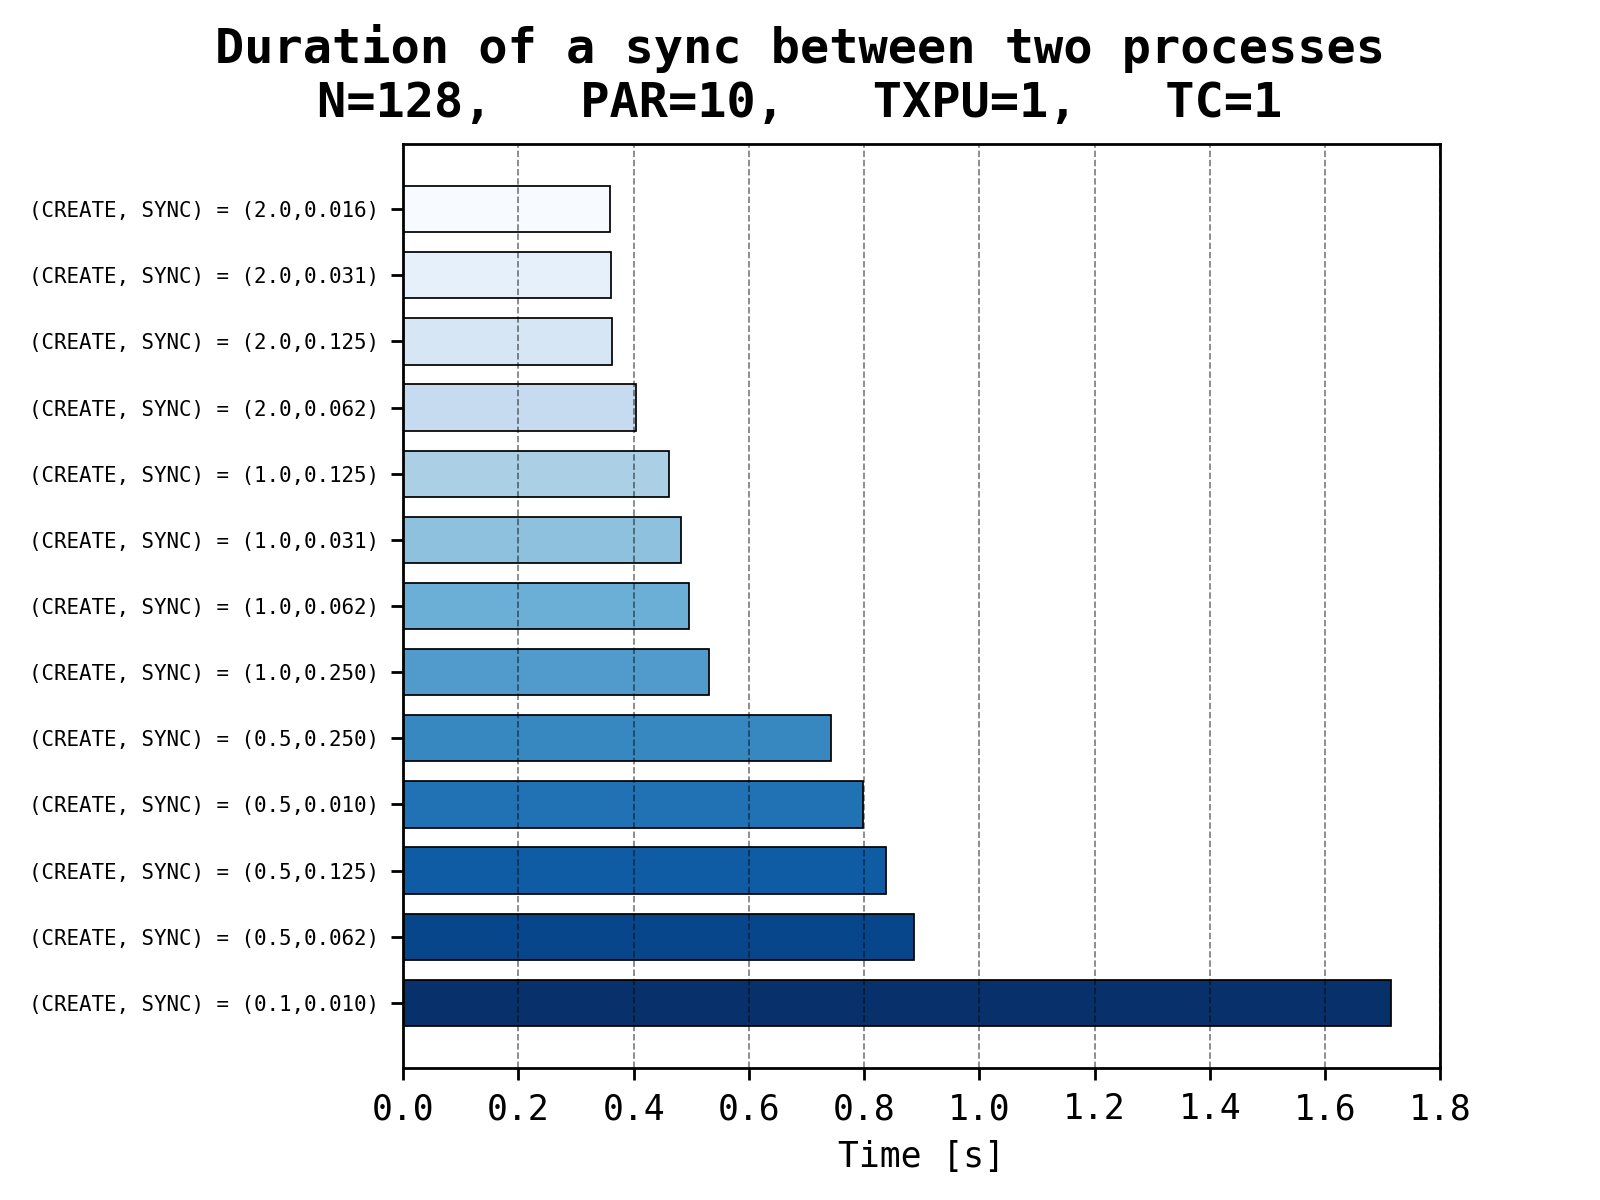 Duration of a sync between two processes
N=128,   PAR=10,   TXPU=1,   TC=1
(CREATE, SYNC) = (2.0,0.016)
(CREATE, SYNC) = (2.0,0.031)
(CREATE, SYNC) = (2.0,0.125)
(CREATE, SYNC) = (2.0,0.062)
(CREATE, SYNC) = (1.0,0.125)
(CREATE, SYNC) = (1.0,0.031)
(CREATE, SYNC) = (1.0,0.062)
(CREATE, SYNC) = (1.0,0.250)
(CREATE, SYNC) = (0.5,0.250)
(CREATE, SYNC) = (0.5,0.010)
(CREATE, SYNC) = (0.5,0.125)
(CREATE, SYNC) = (0.5,0.062)
(CREATE, SYNC) = (0.1,0.010)
0.0 0.2 0.4 0.6 0.8 1.0 1.2 1.4 1.6 1.8
Time [s]